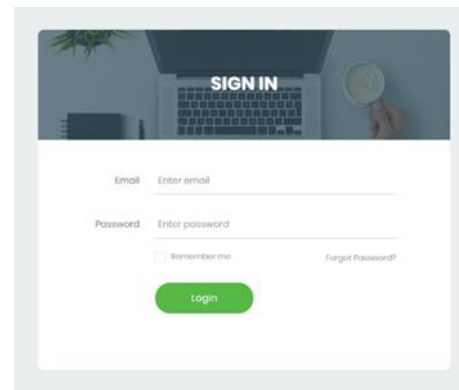 SIGN IN
Email Enter email
Password Enter password
Remember me Forgot Password?
Login